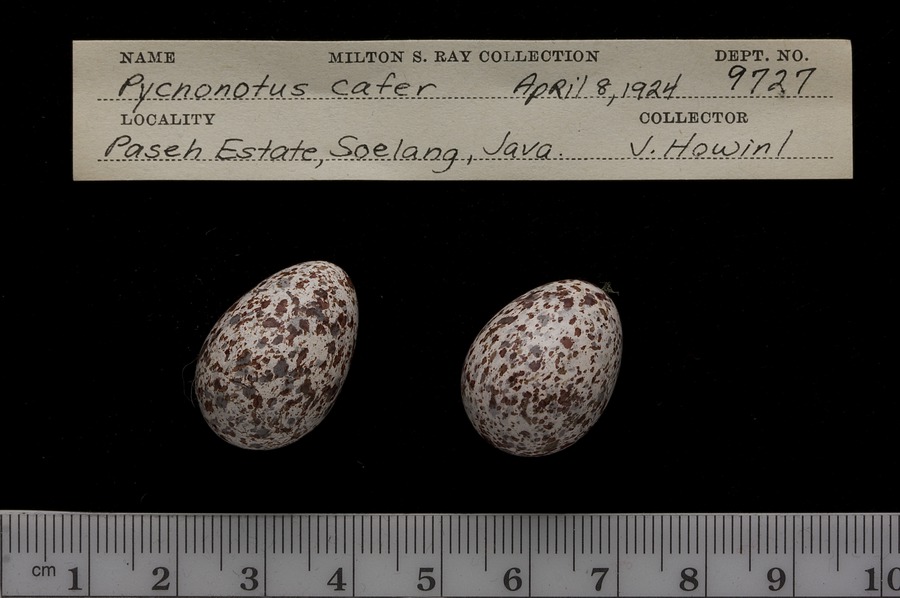 NAME MILTON S. RAY COLLECTION DEPT. NO.
Pycnonotus cafer April 8, 1924 9727
LOCALITY COLLECTOR
Paseh Estate, Soelang, Java. V. Howinl
cm 1 2 3 4 5 6 7 8 9 10